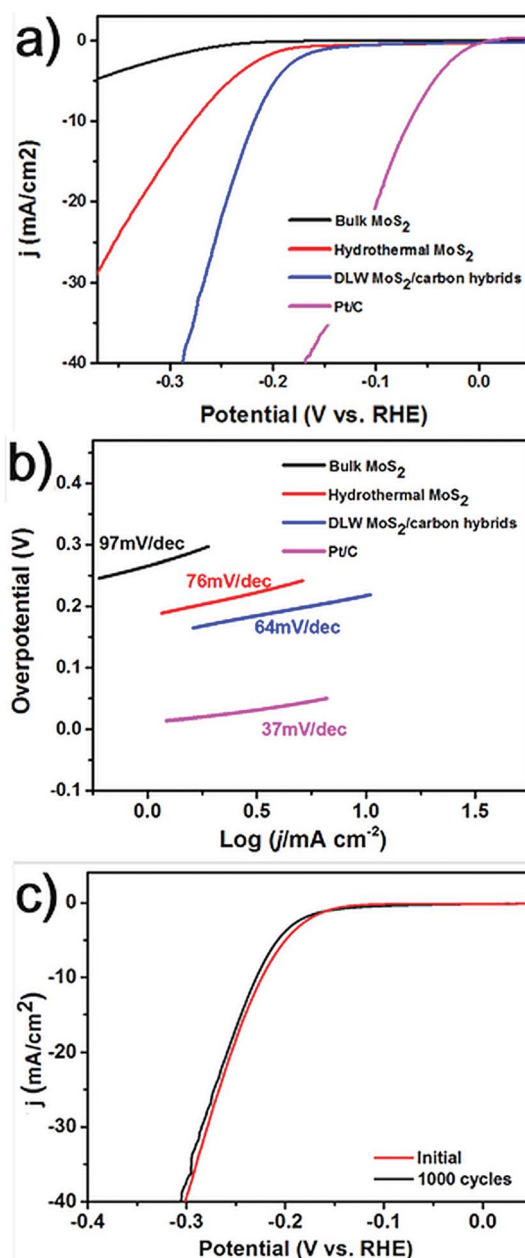 a)
0
-10
-20
-30
-40
j (mA/cm2)
Bulk MoS₂
Hydrothermal MoS₂
DLW MoS₂/carbon hybrids
Pt/C
-0.3
-0.2
-0.1
0.0
Potential (V vs. RHE)
b)
0.4
0.3
0.2
0.1
0.0
-0.1
Overpotential (V)
Bulk MoS₂
Hydrothermal MoS₂
DLW MoS₂/carbon hybrids
Pt/C
97mV/dec
76mV/dec
64mV/dec
37mV/dec
0.0
0.5
1.0
1.5
Log (j/mA cm⁻²)
c)
0
-10
-20
-30
-40
j (mA/cm²)
Initial
1000 cycles
-0.4
-0.3
-0.2
-0.1
0.0
Potential (V vs. RHE)